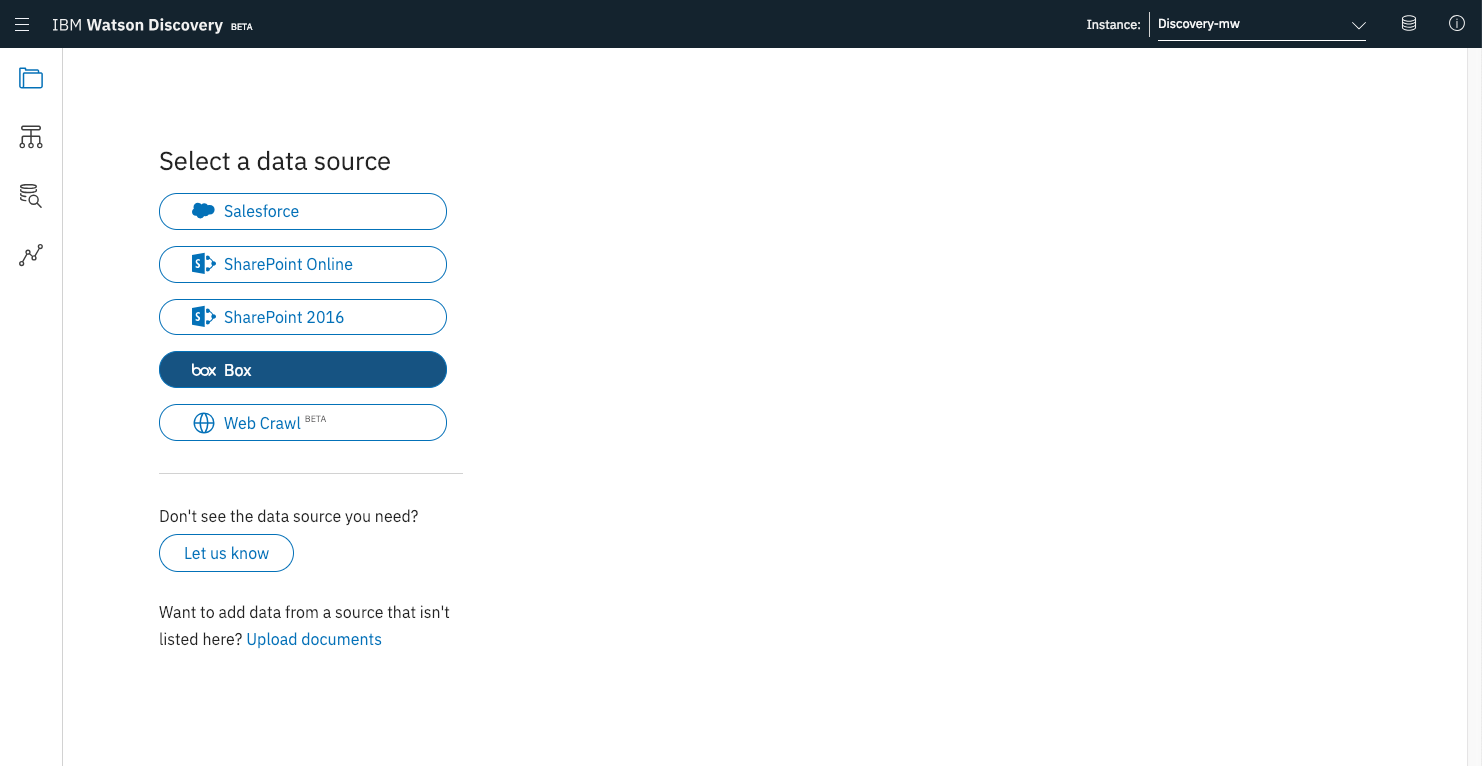 IBM Watson Discovery BETA
Instance: Discovery-mw
Select a data source
Salesforce
S SharePoint Online
S SharePoint 2016
box Box
Web Crawl BETA
Don't see the data source you need?
Let us know
Want to add data from a source that isn't
listed here? Upload documents